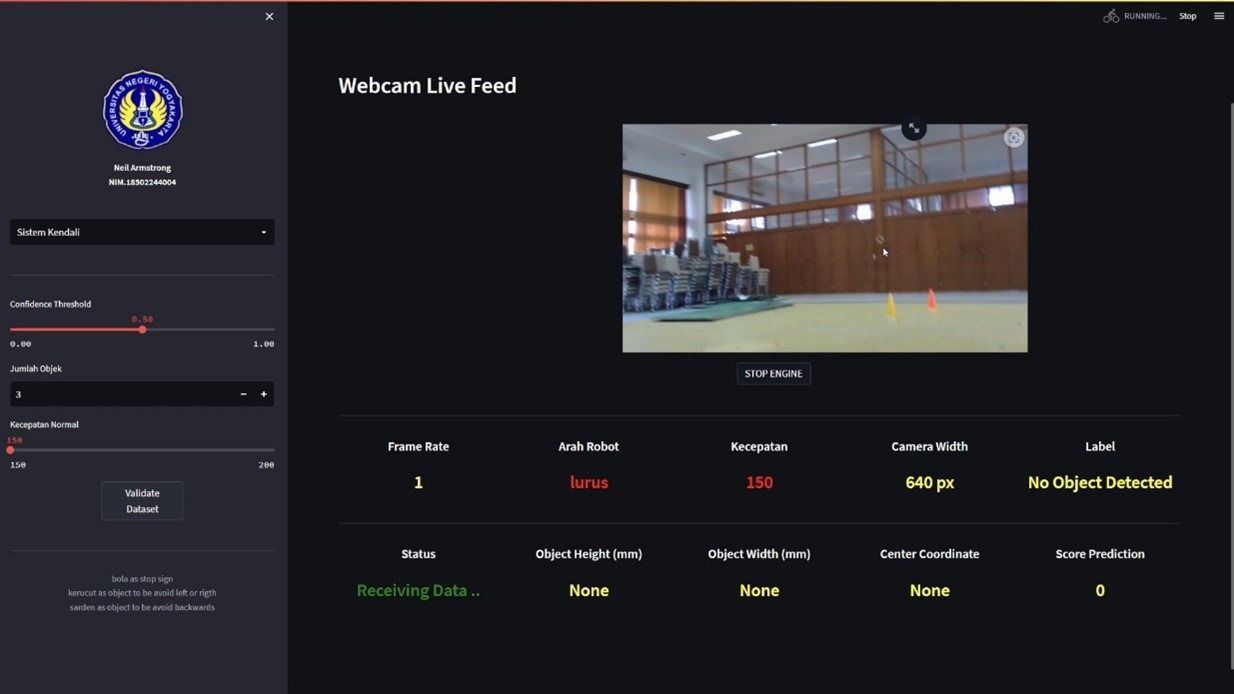 RUNNING...
Stop
UNIVERSITAS NEGERI YOGYAKARTA
Neil Armstrong
NIM.18502244004
Sistem Kendali
Confidence Threshold
0.50
0.00 1.00
Jumlah Objek
3
Kecepatan Normal
150
150 200
Validate
Dataset
bola as stop sign
kerucut as object to be avoid left or rigth
sarden as object to be avoid backwards
Webcam Live Feed
STOP ENGINE
Frame Rate Arah Robot Kecepatan Camera Width Label
1 lurus 150 640 px No Object Detected
Status Object Height (mm) Object Width (mm) Center Coordinate Score Prediction
Receiving Data .. None None None 0